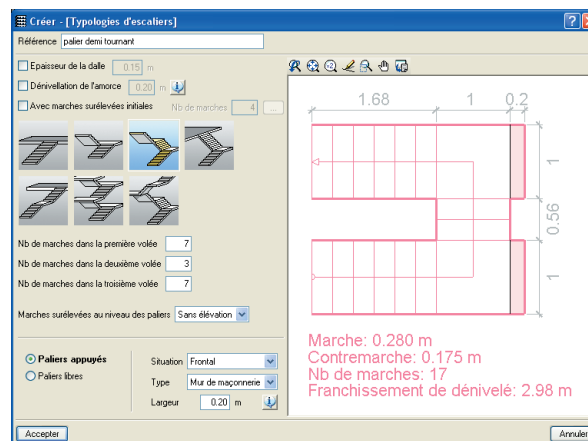 Créer - [Typologies d'escaliers]
Référence palier demi tournant
Epaisseur de la dalle 0.15 m
Dénivellation de l'amorce 0.20 m
Avec marches surélevées initiales Nb de marches 4 ...
Nb de marches dans la première volée 7
Nb de marches dans la deuxième volée 3
Nb de marches dans la troisième volée 7
Marches surélevées au niveau des paliers Sans élévation
Paliers appuyés
Paliers libres
Situation Frontal
Type Mur de maçonnerie
Largeur 0.20 m
1.68 1 0.2
1
0.56
1
Marche: 0.280 m
Contremarche: 0.175 m
Nb de marches: 17
Franchissement de dénivelé: 2.98 m
Accepter Annuler